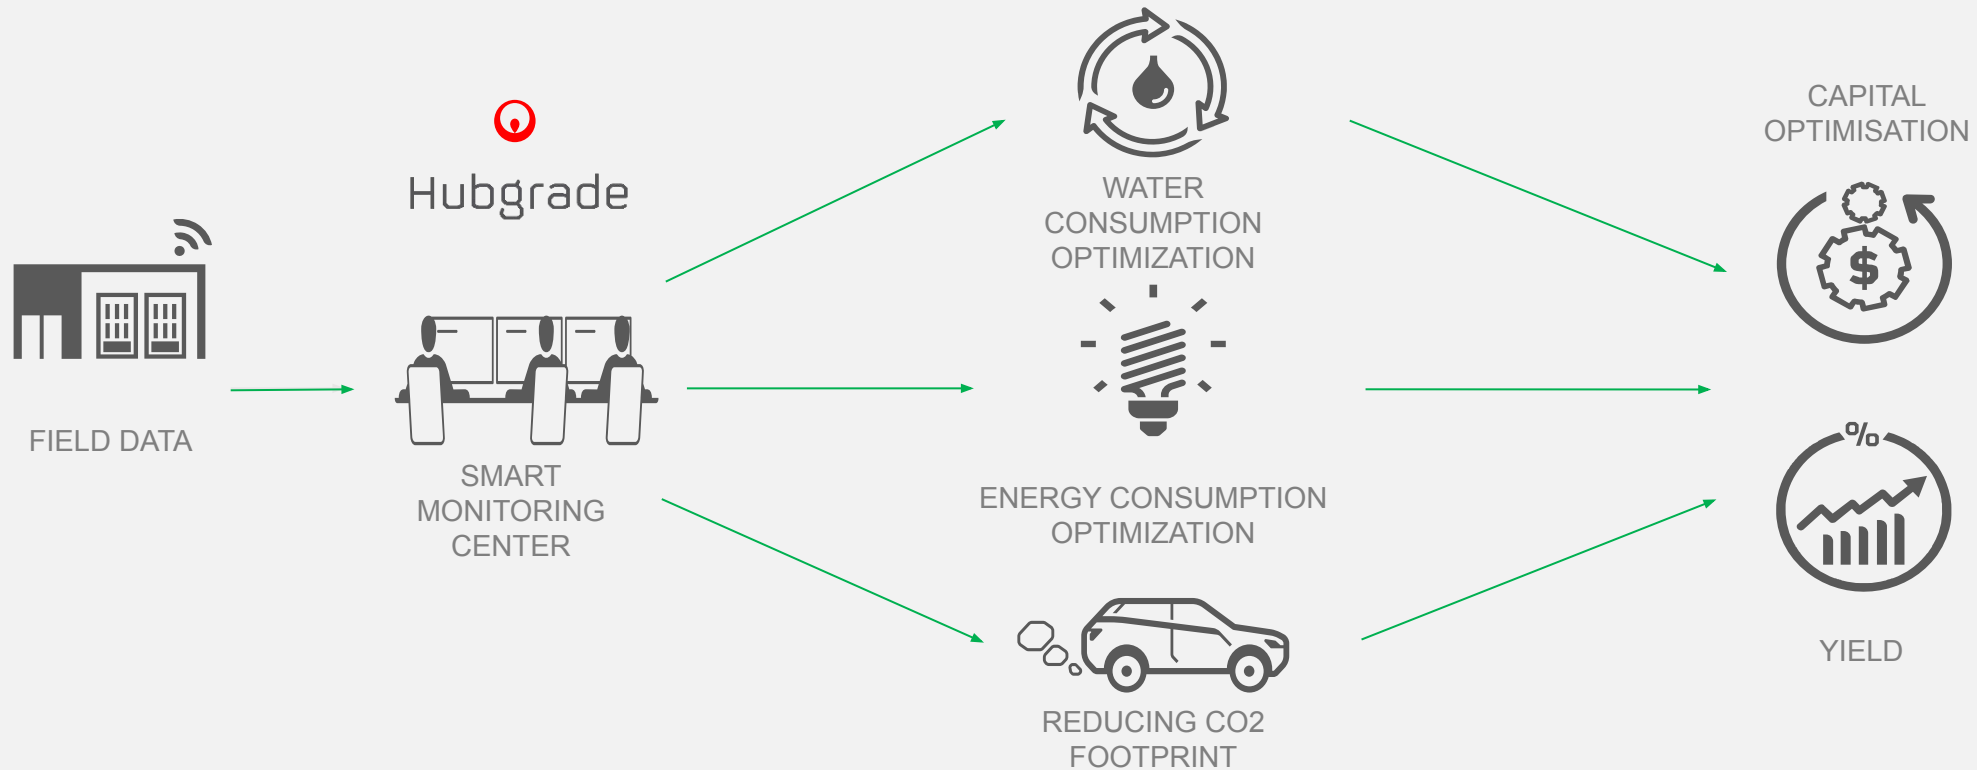 Hubgrade
FIELD DATA
SMART
MONITORING
CENTER
WATER
CONSUMPTION
OPTIMIZATION
ENERGY CONSUMPTION
OPTIMIZATION
REDUCING CO2
FOOTPRINT
CAPITAL
OPTIMISATION
$
%
YIELD